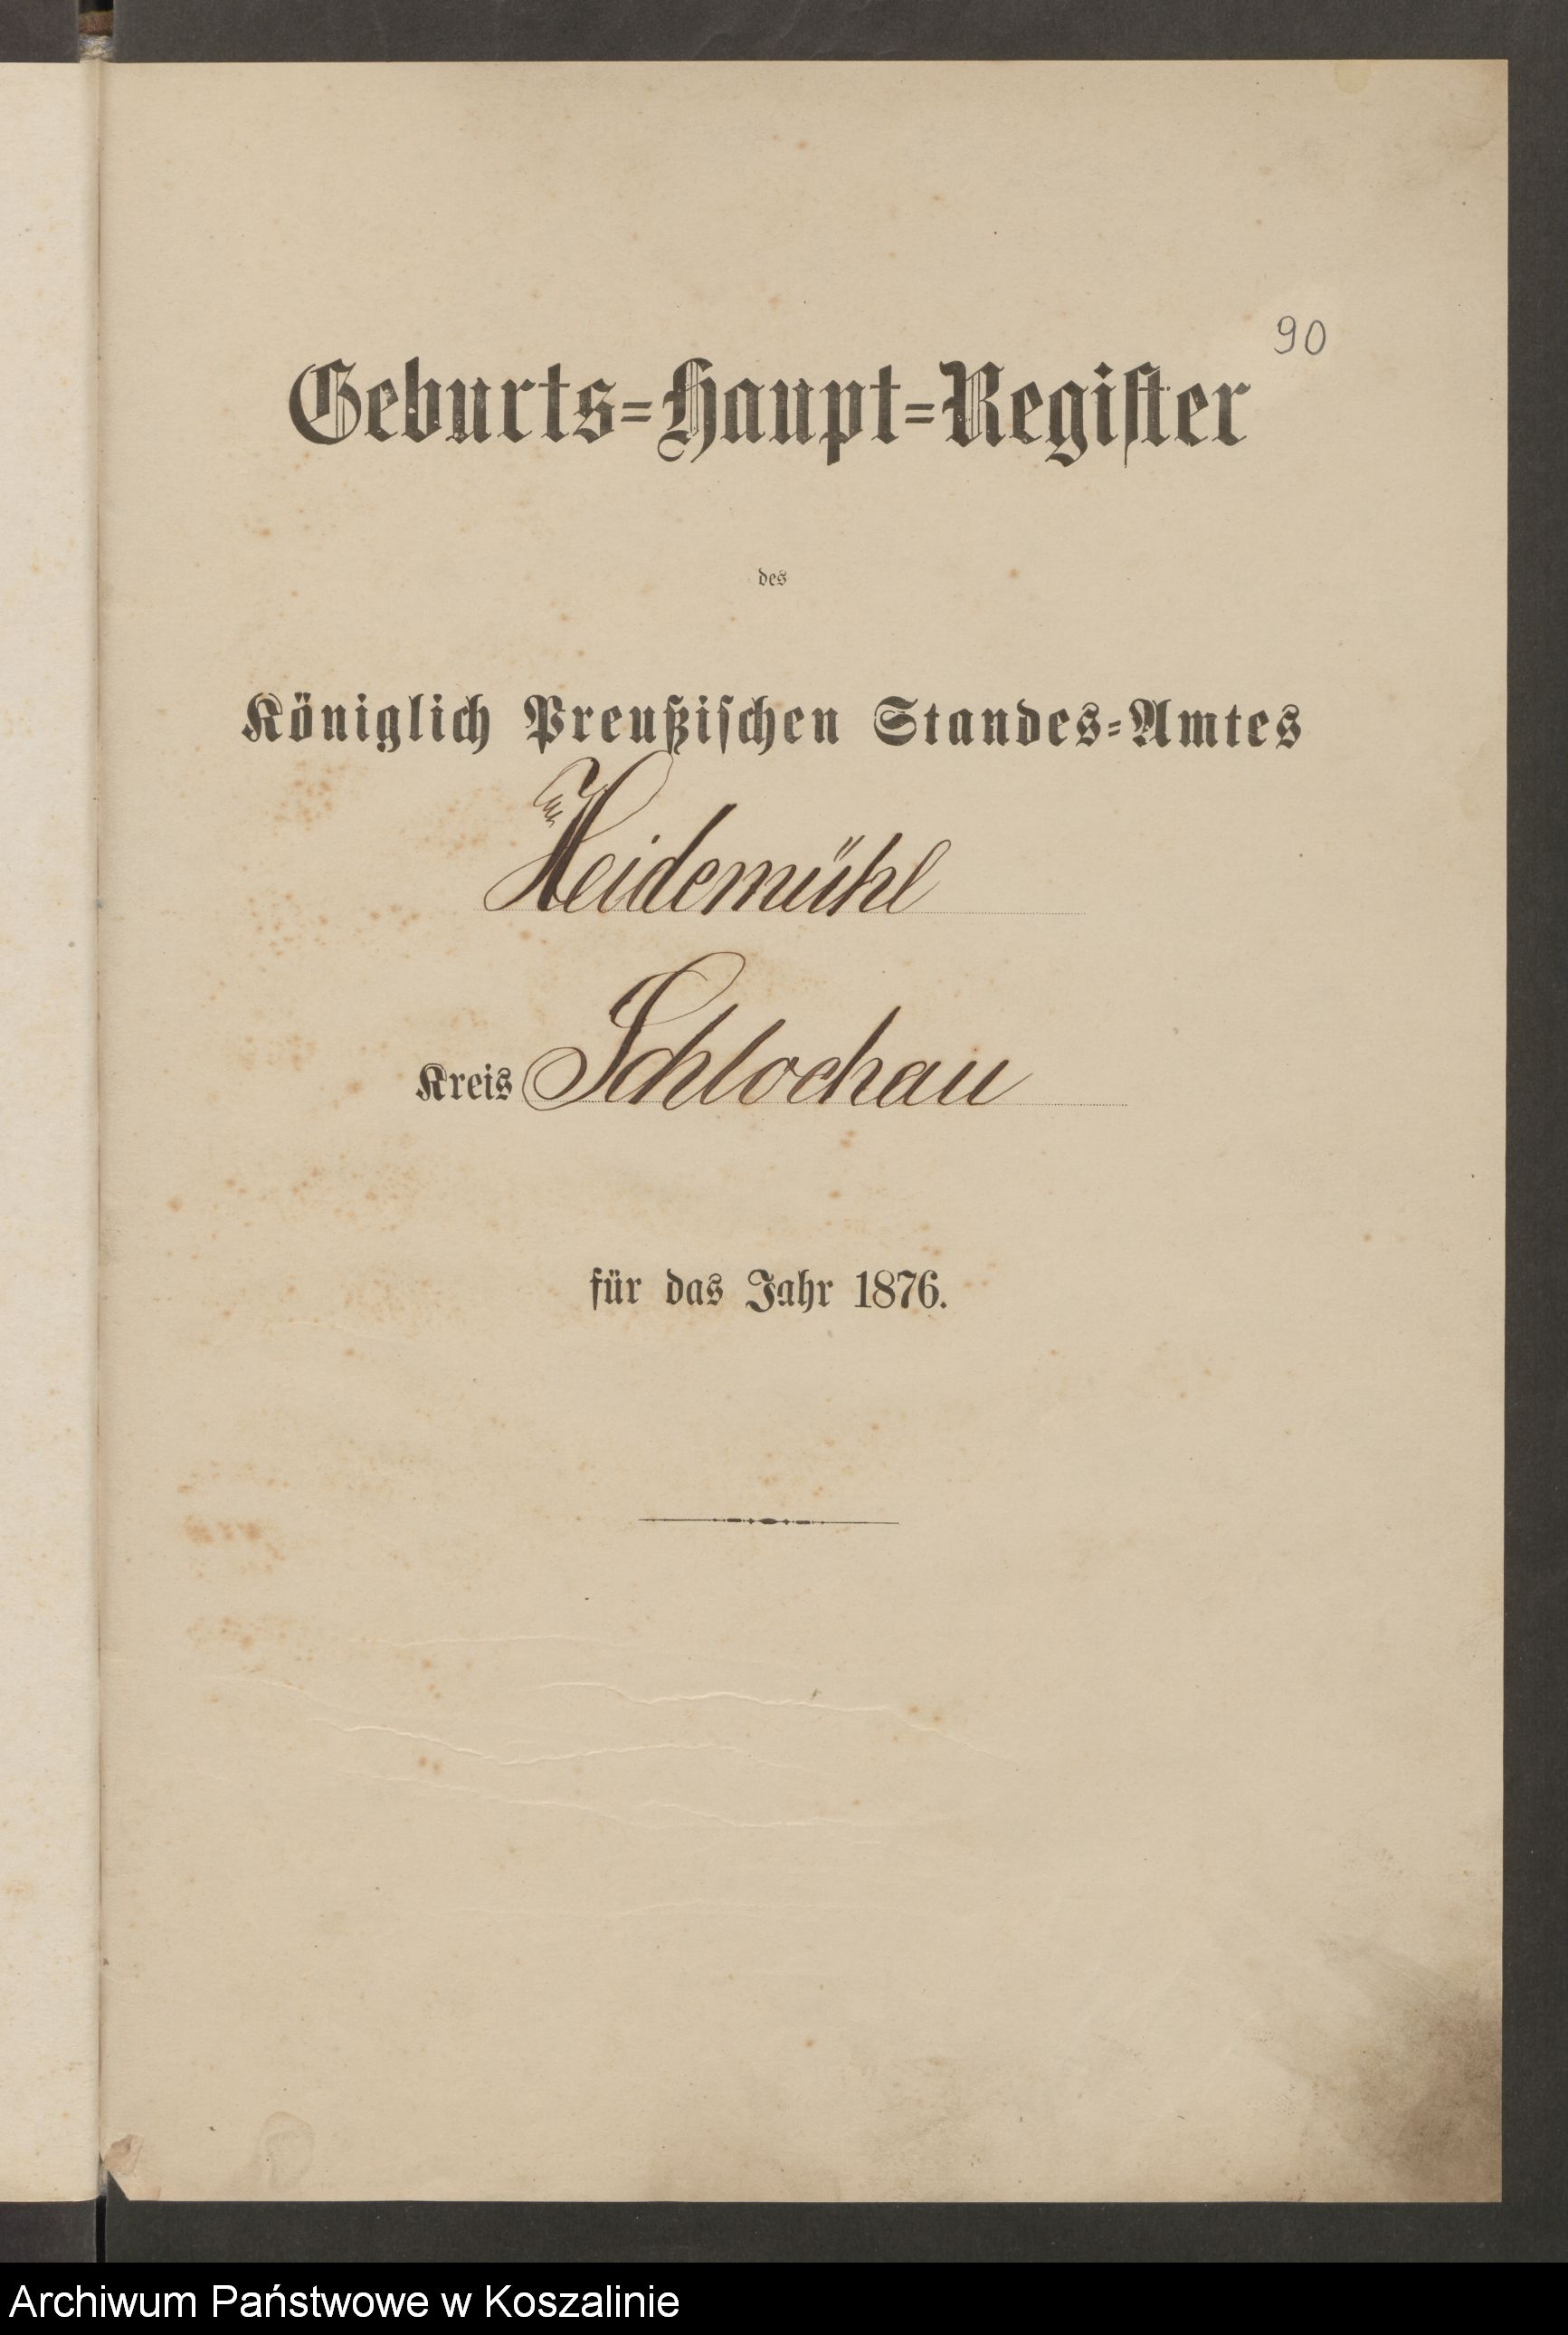 90
Geburts=Haupt=Regiſter
des
Königlich Preußiſchen Standes=Amtes
Heidemühl
Kreis Schlochau
für das Jahr 1876.
Archiwum Państwowe w Koszalinie